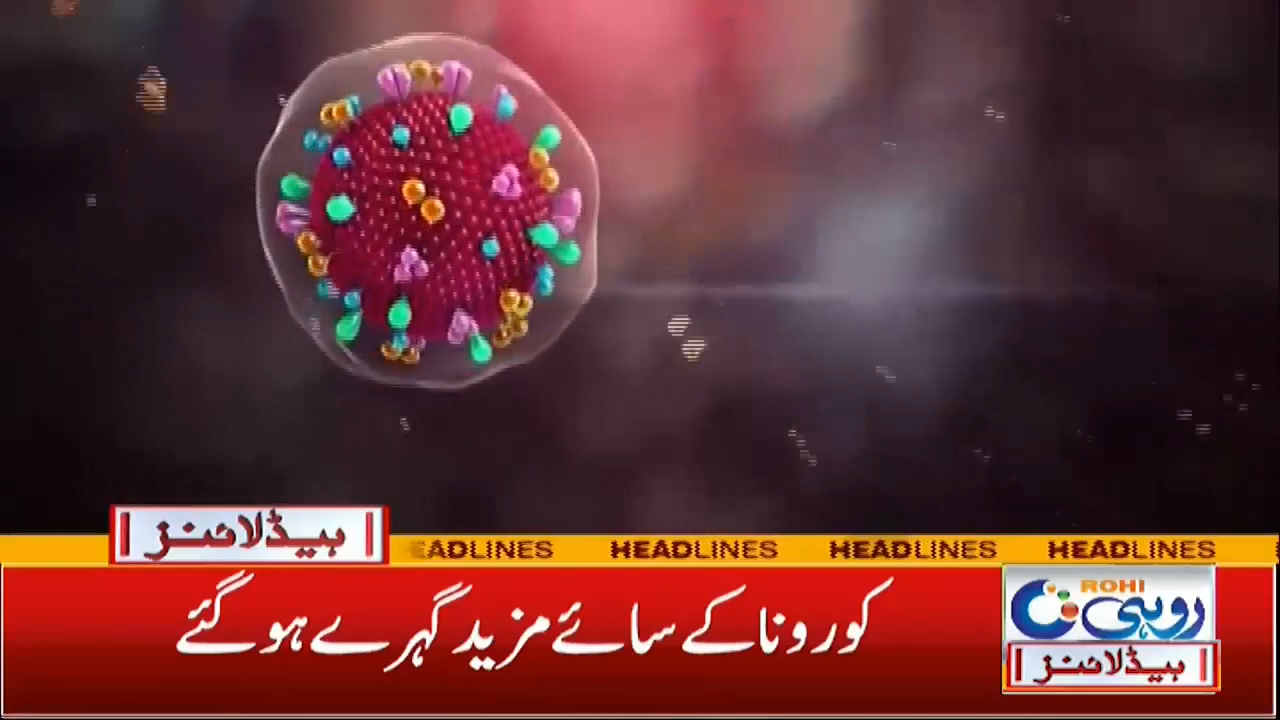 ہیڈلائنز
EADLINES HEADLINES HEADLINES HEADLINES
کورونا کے سائے مزید گہرے ہو گئے
ROHI
روہی
ہیڈلائنز